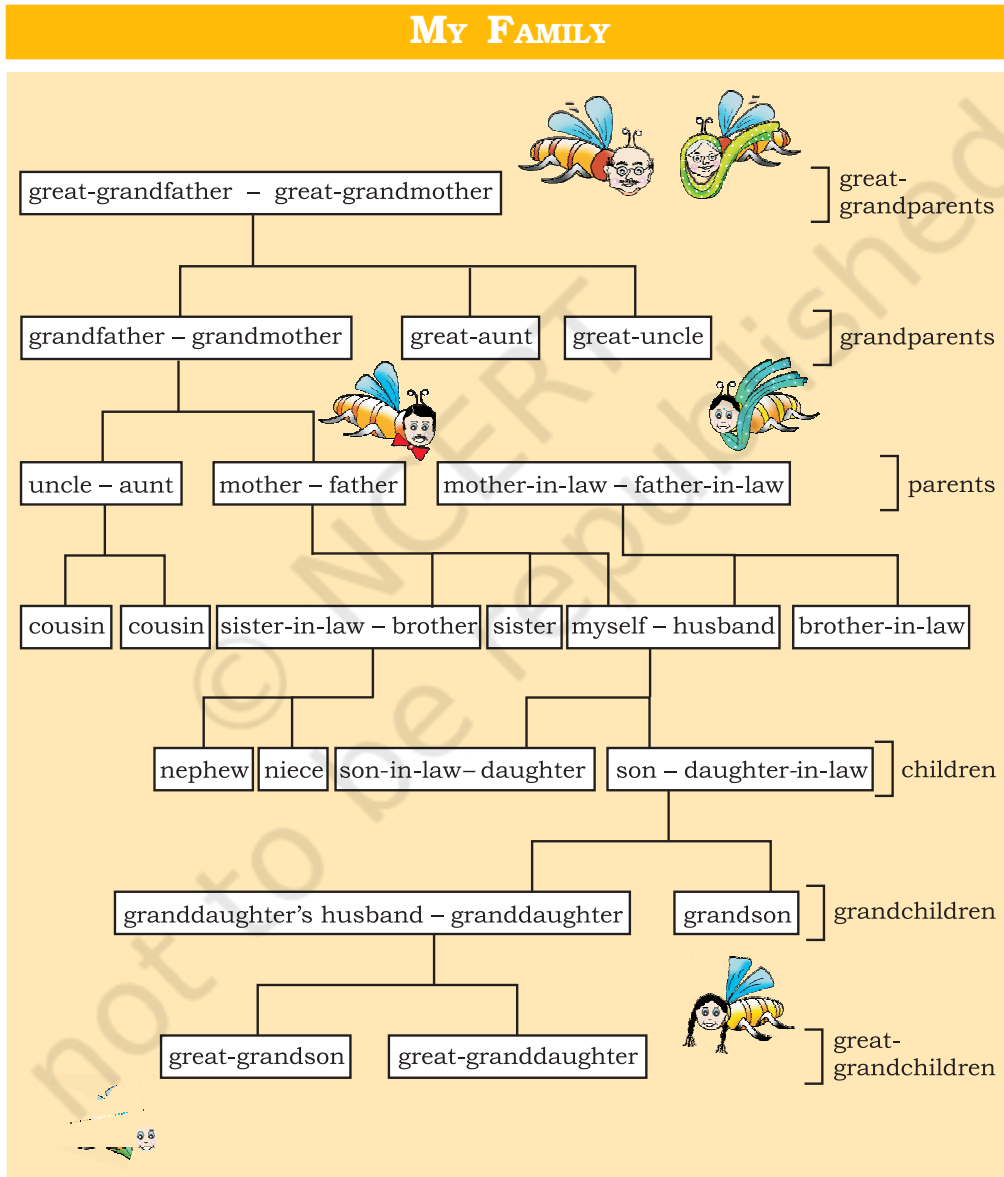 MY FAMILY
great-grandfather – great-grandmother
great-
grandparents
grandfather – grandmother
great-aunt
great-uncle
grandparents
uncle – aunt
mother – father
mother-in-law – father-in-law
parents
cousin
cousin
sister-in-law – brother
sister
myself – husband
brother-in-law
nephew
niece
son-in-law – daughter
son – daughter-in-law
children
granddaughter's husband – granddaughter
grandson
grandchildren
great-grandson
great-granddaughter
great-
grandchildren
© NCERT
not to be republished